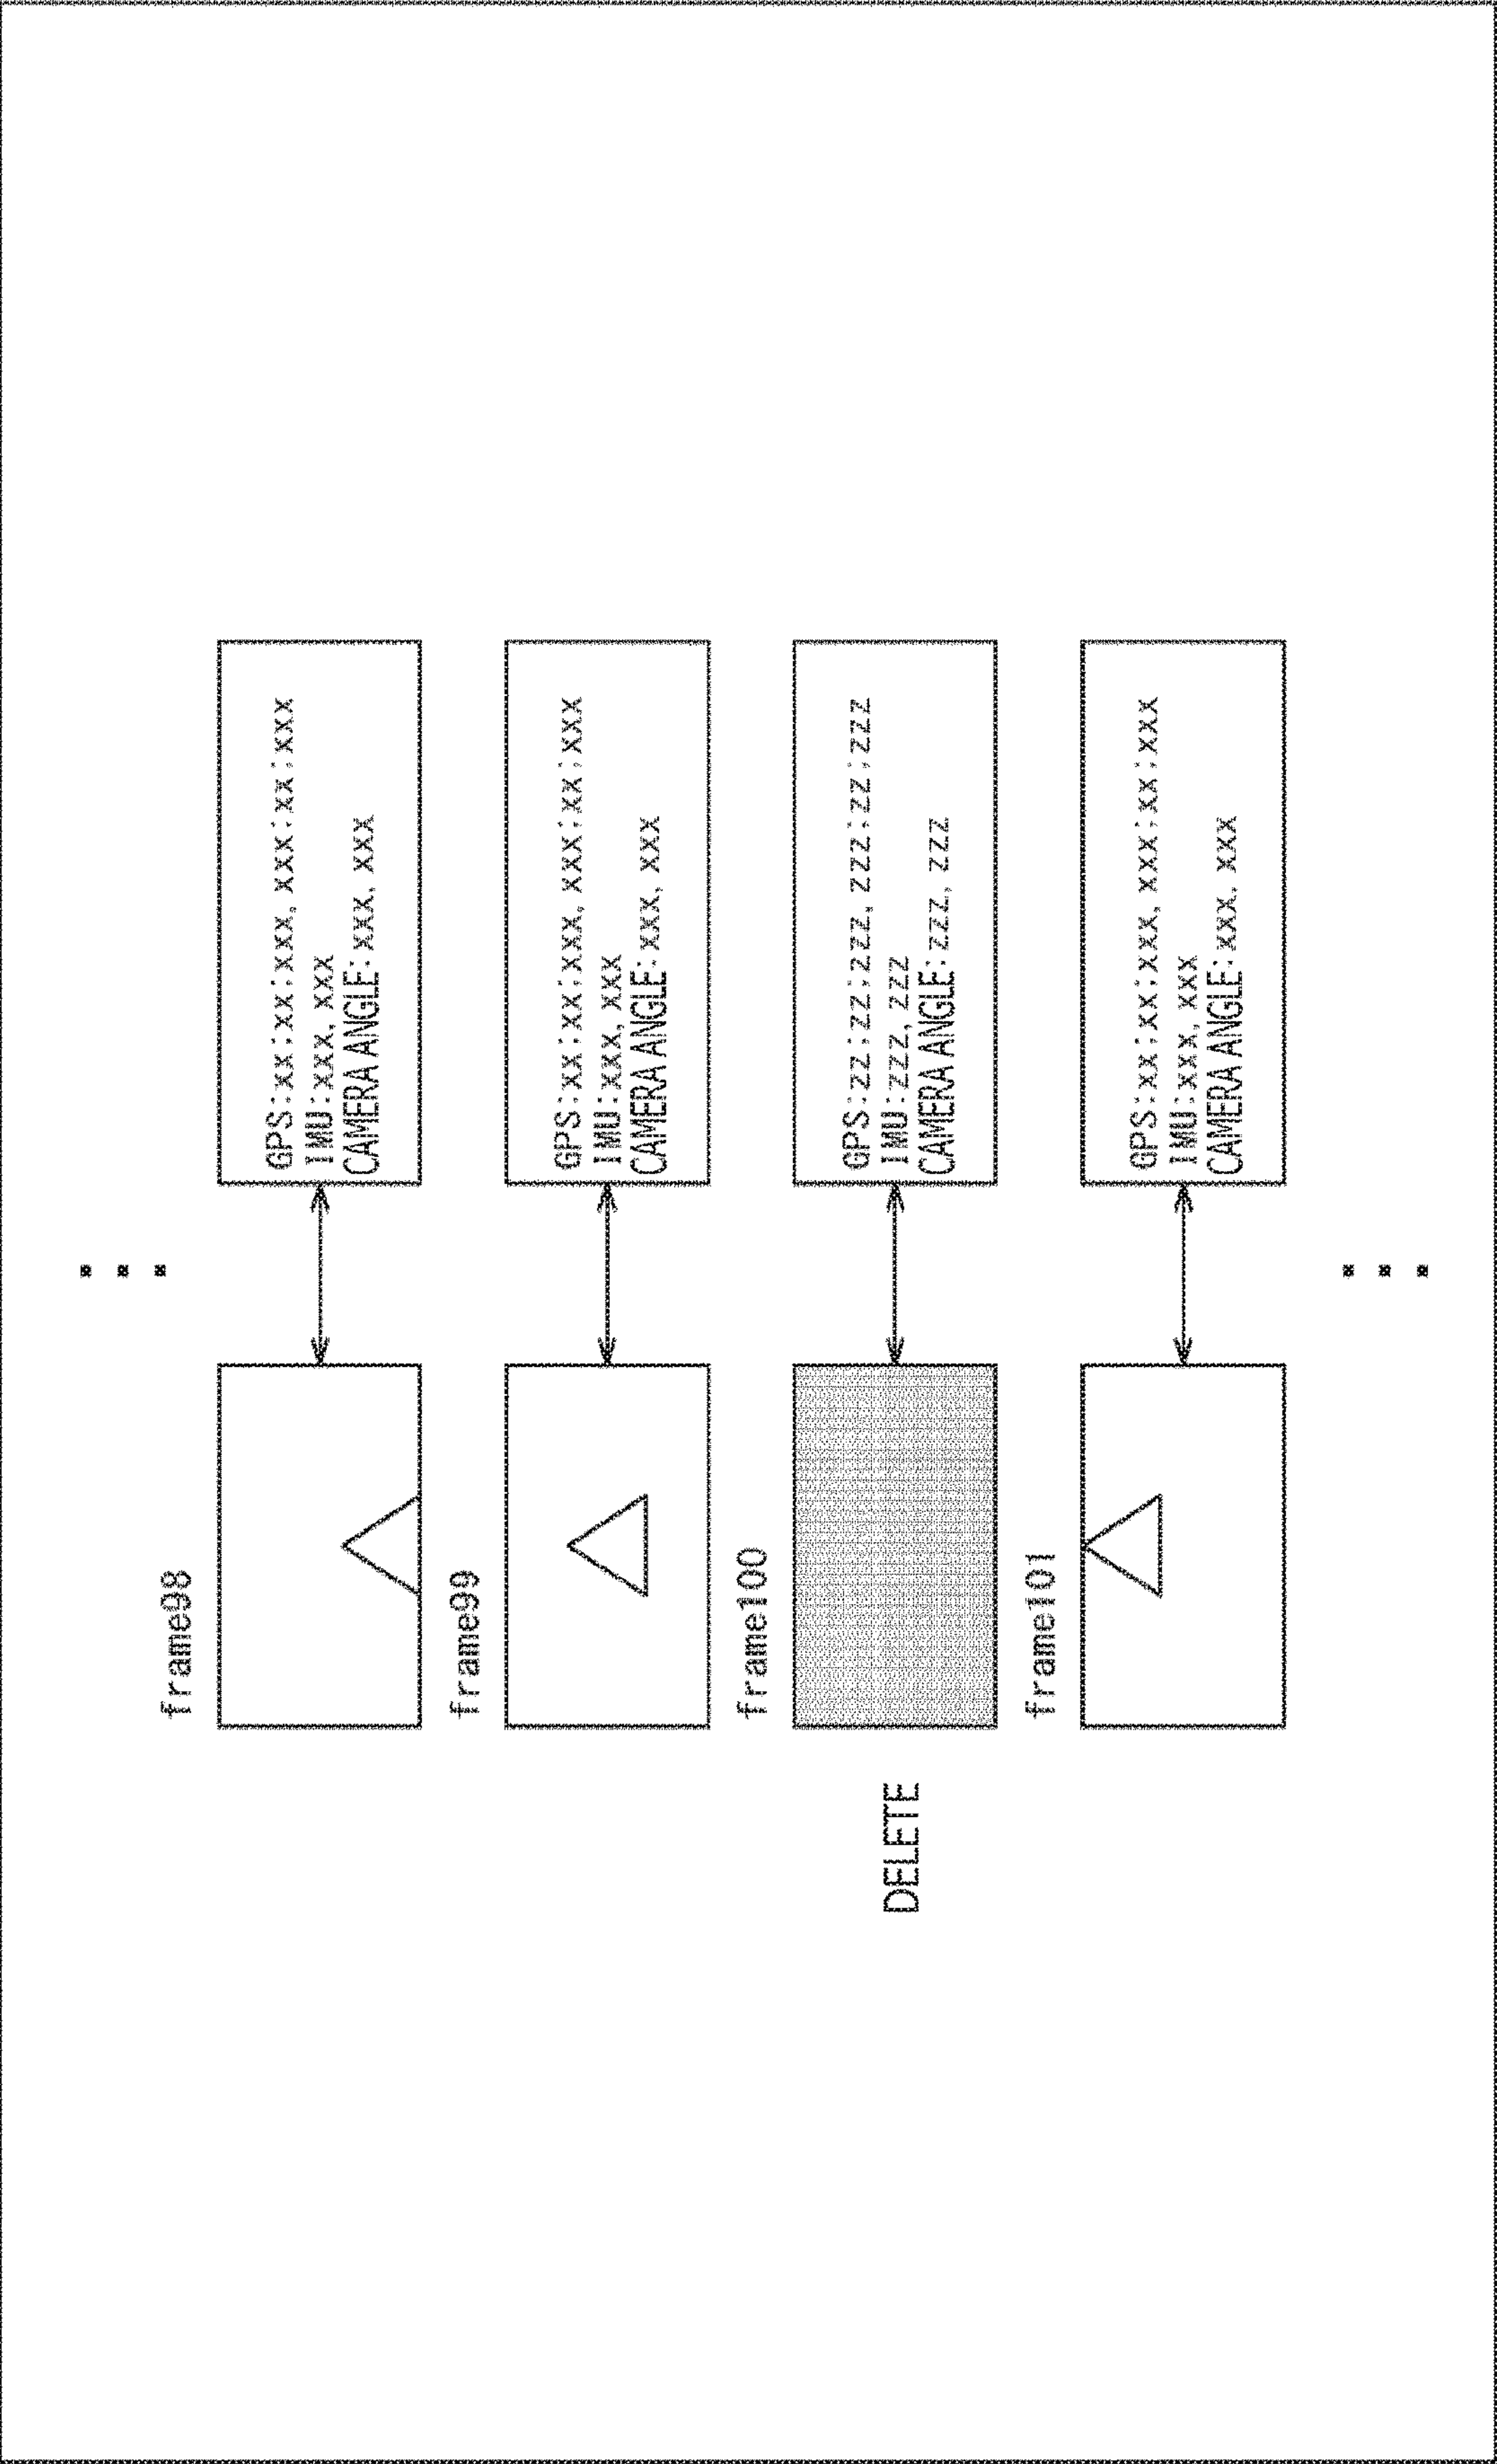 frame98
GPS:xx:xx:xxx, xxx:xx:xxx
IMU:xxx, xxx
CAMERA ANGLE:xxx, xxx
frame99
GPS:xx:xx:xxx, xxx:xx:xxx
IMU:xxx, xxx
CAMERA ANGLE:xxx, xxx
frame100
DELETE
GPS:zz:zz:zzz, zzz:zz:zzz
IMU:zzz, zzz
CAMERA ANGLE:zzz, zzz
frame101
GPS:xx:xx:xxx, xxx:xx:xxx
IMU:xxx, xxx
CAMERA ANGLE:xxx, xxx